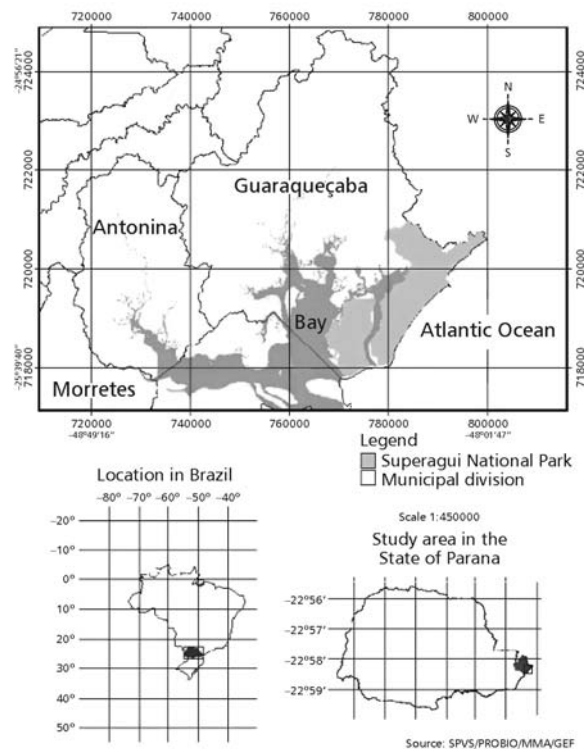 720000 740000 760000 780000 800000
-24°56'21"
724000 724000
N
W E
S
722000 722000
Guaraqueçaba
Antonina
720000 720000
Bay
Atlantic Ocean
-25°39'40"
718000 718000
Morretes
720000 740000 760000 780000 800000
-48°49'16" -48°01'47"
Legend
Superagui National Park
Municipal division
Location in Brazil
-80° -70° -60° -50° -40°
-20°
-10°
0°
10°
20°
30°
40°
50°
Scale 1:450000
Study area in the
State of Parana
-22°56'
-22°57'
-22°58'
-22°59'
Source: SPVS/PROBIO/MMA/GEF